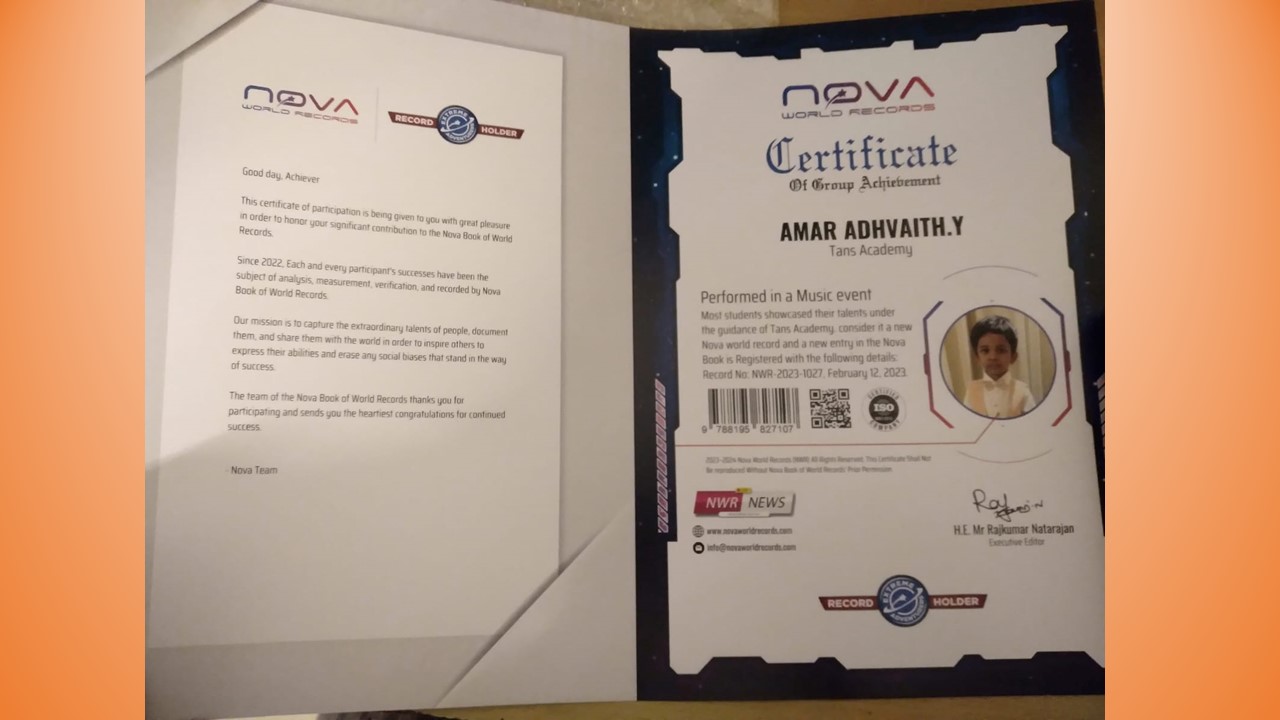 NOVA
WORLD RECORDS
RECORD
EXTREME
ADVENTURERS
HOLDER
Good day, Achiever
This certificate of participation is being given to you with great pleasure
in order to honor your significant contribution to the Nova Book of World
Records.
Since 2022, Each and every participant's successes have been the
subject of analysis, measurement, verification, and recorded by Nova
Book of World Records.
Our mission is to capture the extraordinary talents of people, document
them, and share them with the world in order to inspire others to
express their abilities and erase any social biases that stand in the way
of success.
The team of the Nova Book of World Records thanks you for
participating and sends you the heartiest congratulations for continued
success.
- Nova Team
NOVA
WORLD RECORDS
Certificate
Of Group Achievement
AMAR ADHVAITH.Y
Tans Academy
Performed in a Music event
Most students showcased their talents under
the guidance of Tans Academy. consider it a new
Nova world record and a new entry in the Nova
Book is Registered with the following details:
Record No: NWR-2023-1027, February 12, 2023.
9 788195 827107
CERTIFIED
ISO
COMPANY
2023-2024 Nova World Records (NWR) All Rights Reserved. This Certificate Shall Not
Be reproduced Without Nova Book of World Records' Prior Permission.
NWR NEWS
www.novaworldrecords.com
info@novaworldrecords.com
H.E. Mr Rajkumar Natarajan
Executive Editor
RECORD
EXTREME
ADVENTURERS
HOLDER